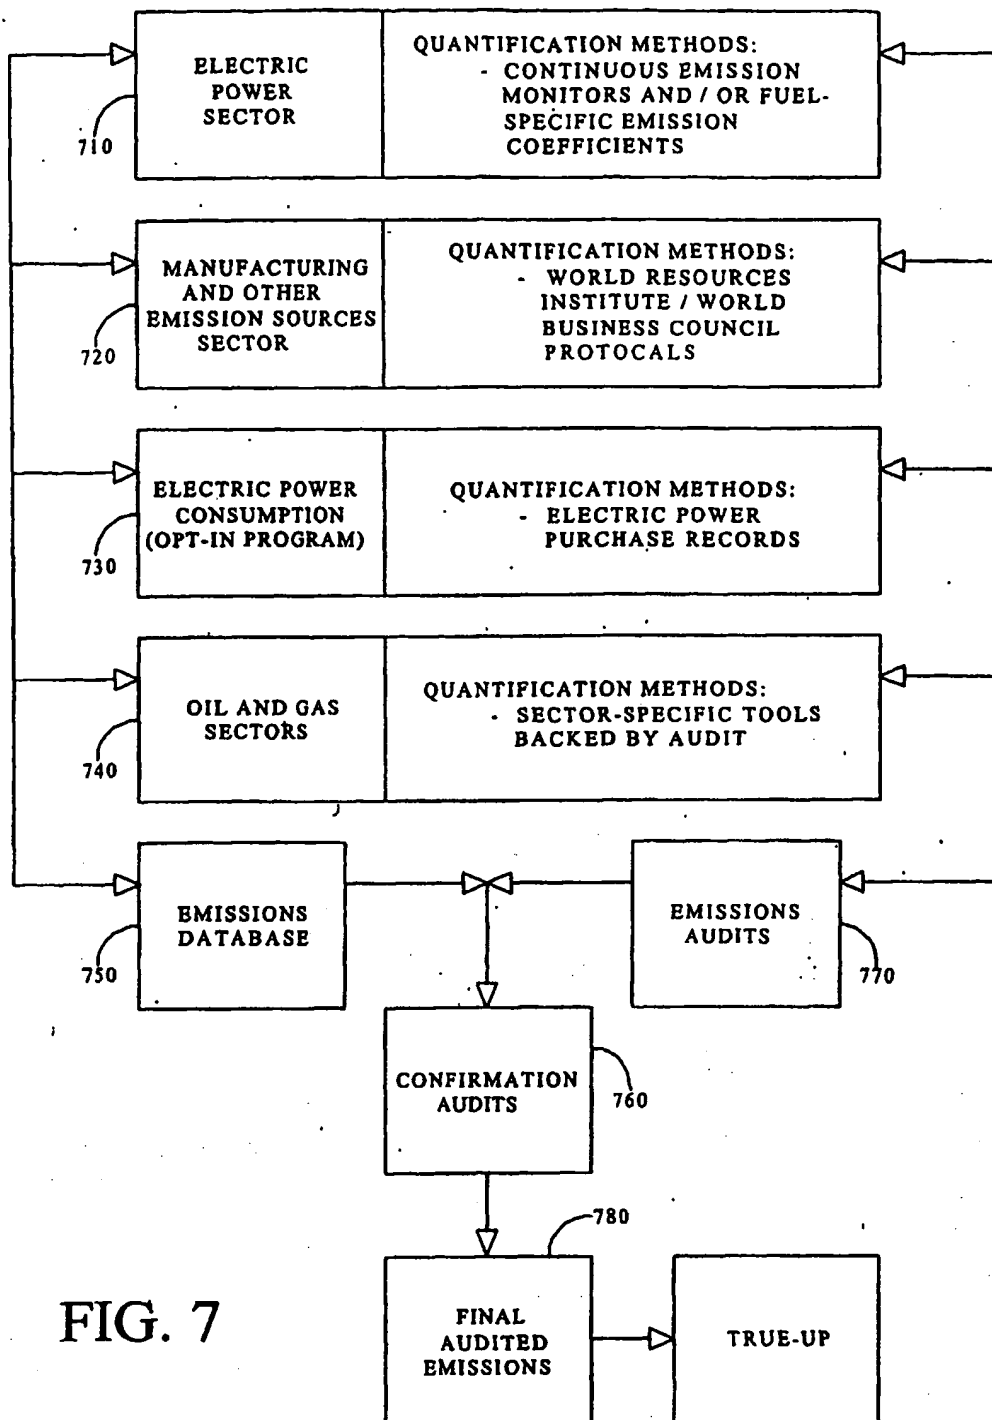 ELECTRIC
POWER
SECTOR
710
QUANTIFICATION METHODS:
- CONTINUOUS EMISSION
MONITORS AND / OR FUEL-
SPECIFIC EMISSION
COEFFICIENTS
MANUFACTURING
AND OTHER
EMISSION SOURCES
SECTOR
720
QUANTIFICATION METHODS:
- WORLD RESOURCES
INSTITUTE / WORLD
BUSINESS COUNCIL
PROTOCALS
ELECTRIC POWER
CONSUMPTION
(OPT-IN PROGRAM)
730
QUANTIFICATION METHODS:
- ELECTRIC POWER
PURCHASE RECORDS
OIL AND GAS
SECTORS
740
QUANTIFICATION METHODS:
- SECTOR-SPECIFIC TOOLS
BACKED BY AUDIT
EMISSIONS
DATABASE
750
EMISSIONS
AUDITS
770
CONFIRMATION
AUDITS
760
780
FINAL
AUDITED
EMISSIONS
TRUE-UP
FIG. 7